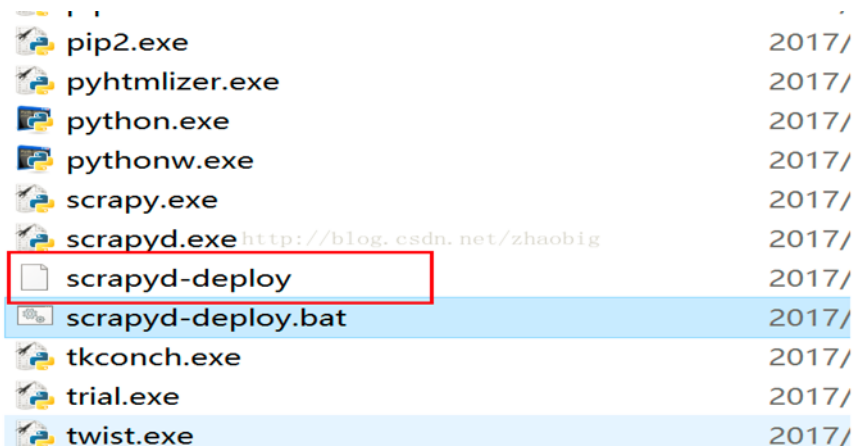 pip2.exe 2017/
pyhtmlizer.exe 2017/
python.exe 2017/
pythonw.exe 2017/
scrapy.exe 2017/
scrapyd.exe http://blog.csdn.net/zhaobig 2017/
scrapyd-deploy 2017/
scrapyd-deploy.bat 2017/
tkconch.exe 2017/
trial.exe 2017/
twist.exe 2017/